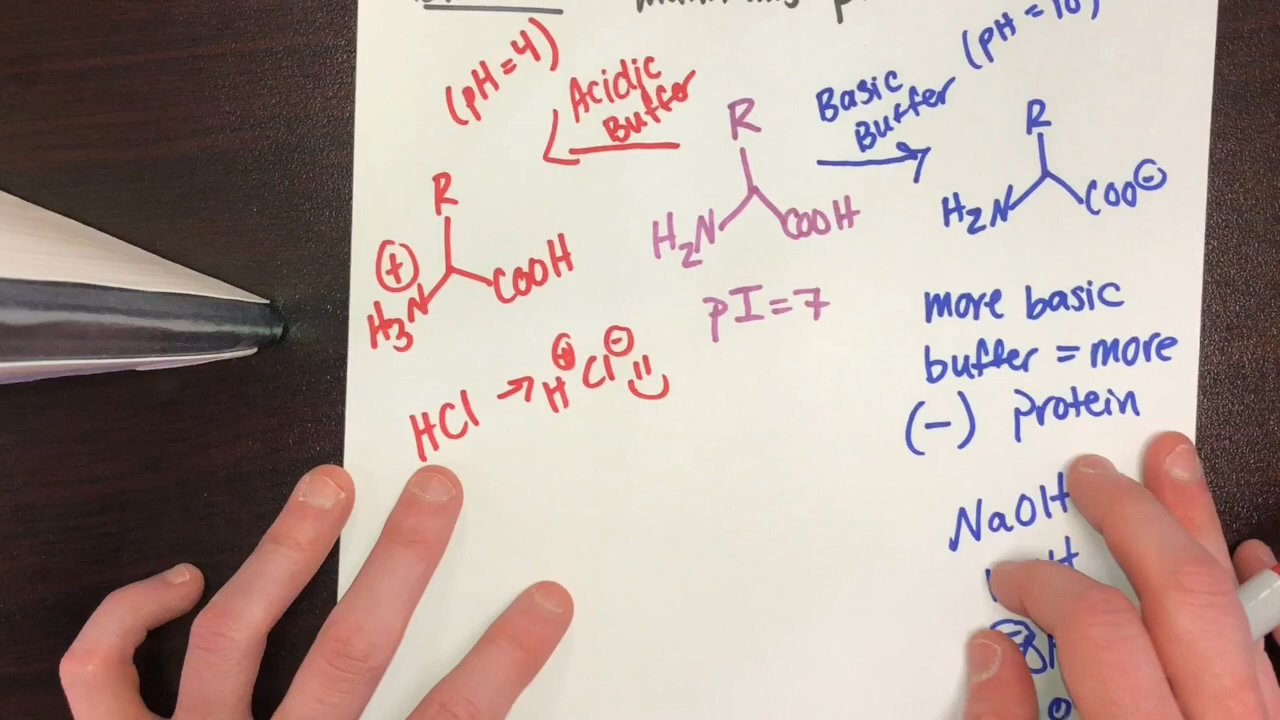 (pH = 4)
Acidic
Buffer
R
H3N
+
COOH
HCl → H+ Cl-
R
H2N
COOH
pI = 7
Basic
Buffer
(pH = 10)
R
H2N
COO-
more basic
buffer = more
(-) protein
NaOH